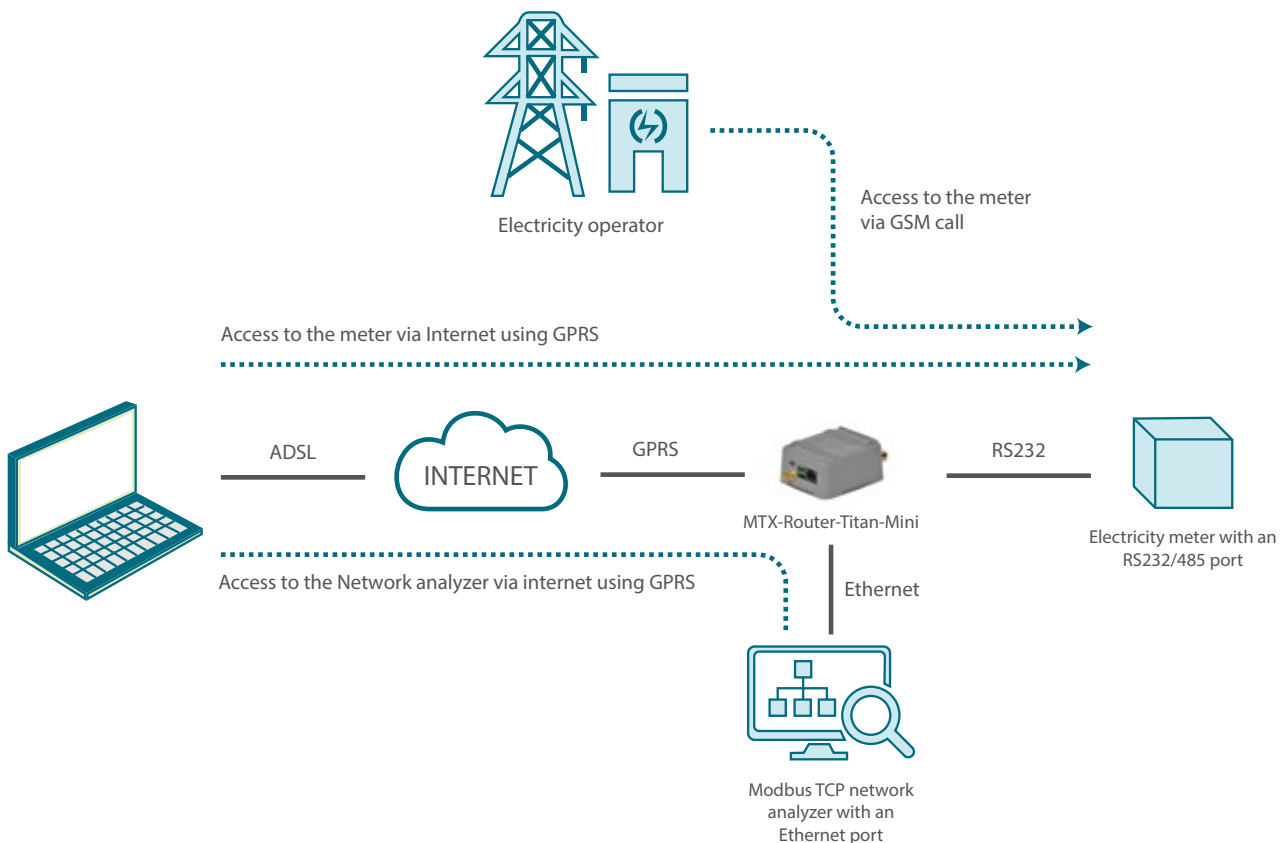 Electricity operator
Access to the meter
via GSM call
Access to the meter via Internet using GPRS
ADSL
INTERNET
GPRS
MTX-Router-Titan-Mini
RS232
Electricity meter with an
RS232/485 port
Access to the Network analyzer via internet using GPRS
Ethernet
Modbus TCP network
analyzer with an
Ethernet port